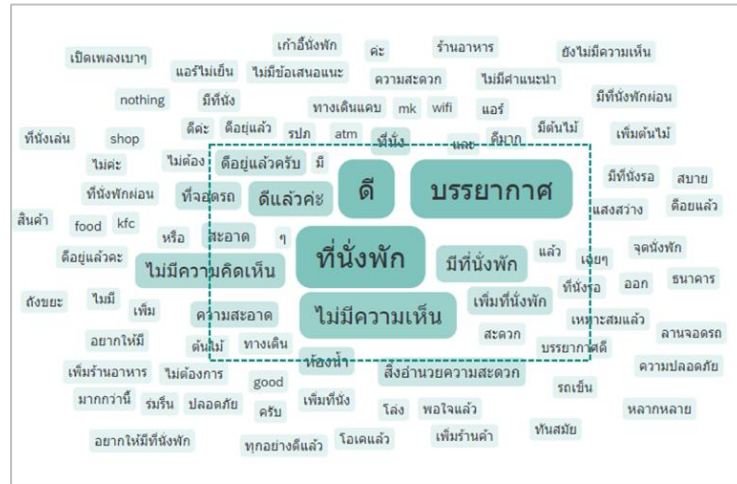 เก้าอี้นั่งพัก ค่ะ ร้านอาหาร
เปิดเพลงเบาๆ ยังไม่มีความเห็น
แอร์ไม่เย็น ไม่มีข้อเสนอแนะ ความสะดวก ไม่มีคำแนะนำ
nothing มีที่นั่ง ทางเดินแคบ mk wifi แอร์ มีที่นั่งพักผ่อน
ที่นั่งเล่น shop ดีค่ะ ดีอยู่แล้ว รปภ atm ที่นั่ง และ ดีมาก มีต้นไม้ เพิ่มต้นไม้
ไม่ค่ะ ไม่ต้อง ดีอยู่แล้วครับ มี
ที่นั่งพักผ่อน ที่จอดรถ ดีแล้วค่ะ ดี บรรยากาศ มีที่นั่งรอ สบาย
สินค้า food kfc แสงสว่าง ดีอยแล้ว
หรือ สะอาด ๆ
ดีอยู่แล้วคะ ไม่มีความคิดเห็น ที่นั่งพัก มีที่นั่งพัก แล้ว เฉยๆ จุดนั่งพัก
ถังขยะ ไมมี เพิ่ม ความสะอาด ไม่มีความเห็น เพิ่มที่นั่งพัก ที่นั่งรอ ออก ธนาคาร
เหมาะสมแล้ว
อยากให้มี ต้นไม้ ทางเดิน สะดวก บรรยากาศดี ลานจอดรถ
เพิ่มร้านอาหาร ไม่ต้องการ ห้องน้ำ สิ่งอำนวยความสะดวก ความปลอดภัย
good รถเข็น
มากกว่านี้ ร่มรื่น ปลอดภัย ครับ เพิ่มที่นั่ง โล่ง พอใจแล้ว หลากหลาย
อยากให้มีที่นั่งพัก ทุกอย่างดีแล้ว โอเคแล้ว เพิ่มร้านค้า ทันสมัย